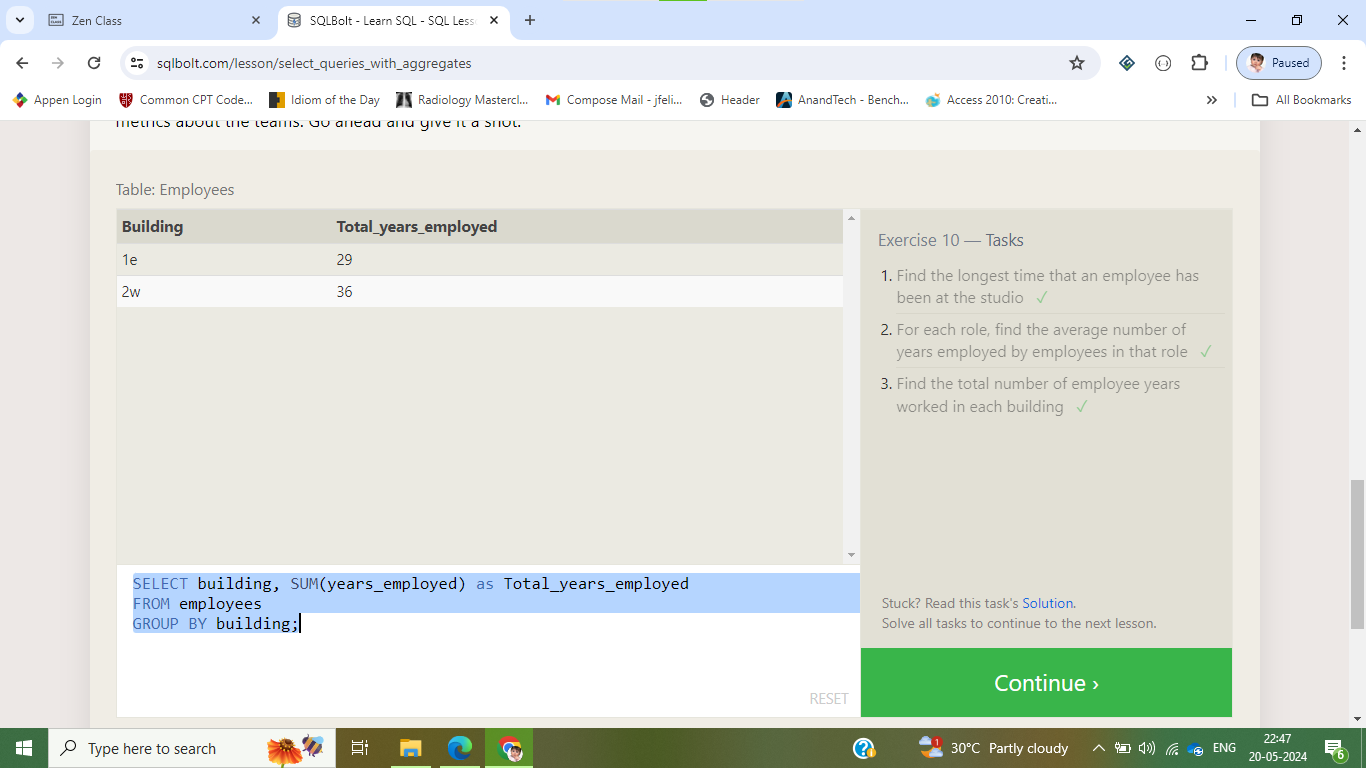 Zen Class
SQLBolt - Learn SQL - SQL Less
sqlbolt.com/lesson/select_queries_with_aggregates
Paused
Appen Login
Common CPT Code...
Idiom of the Day
Radiology Mastercl...
Compose Mail - jfeli...
Header
AnandTech - Bench...
Access 2010: Creati...
»
All Bookmarks
metrics about the teams. Go ahead and give it a shot!
Table: Employees
Building Total_years_employed
1e 29
2w 36
Exercise 10 — Tasks
1. Find the longest time that an employee has
been at the studio ✓
2. For each role, find the average number of
years employed by employees in that role ✓
3. Find the total number of employee years
worked in each building ✓
SELECT building, SUM(years_employed) as Total_years_employed
FROM employees
GROUP BY building;
RESET
Stuck? Read this task's Solution.
Solve all tasks to continue to the next lesson.
Continue ›
Type here to search
30°C Partly cloudy
ENG
22:47
20-05-2024
6